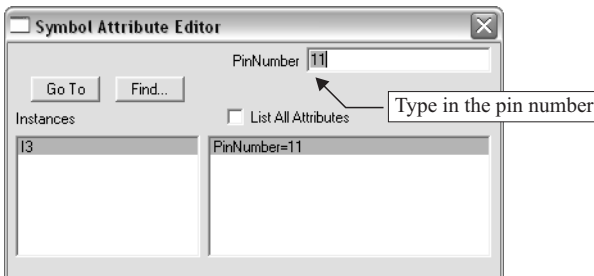 Symbol Attribute Editor
PinNumber 11
Go To Find...
Type in the pin number
Instances List All Attributes
I3 PinNumber=11